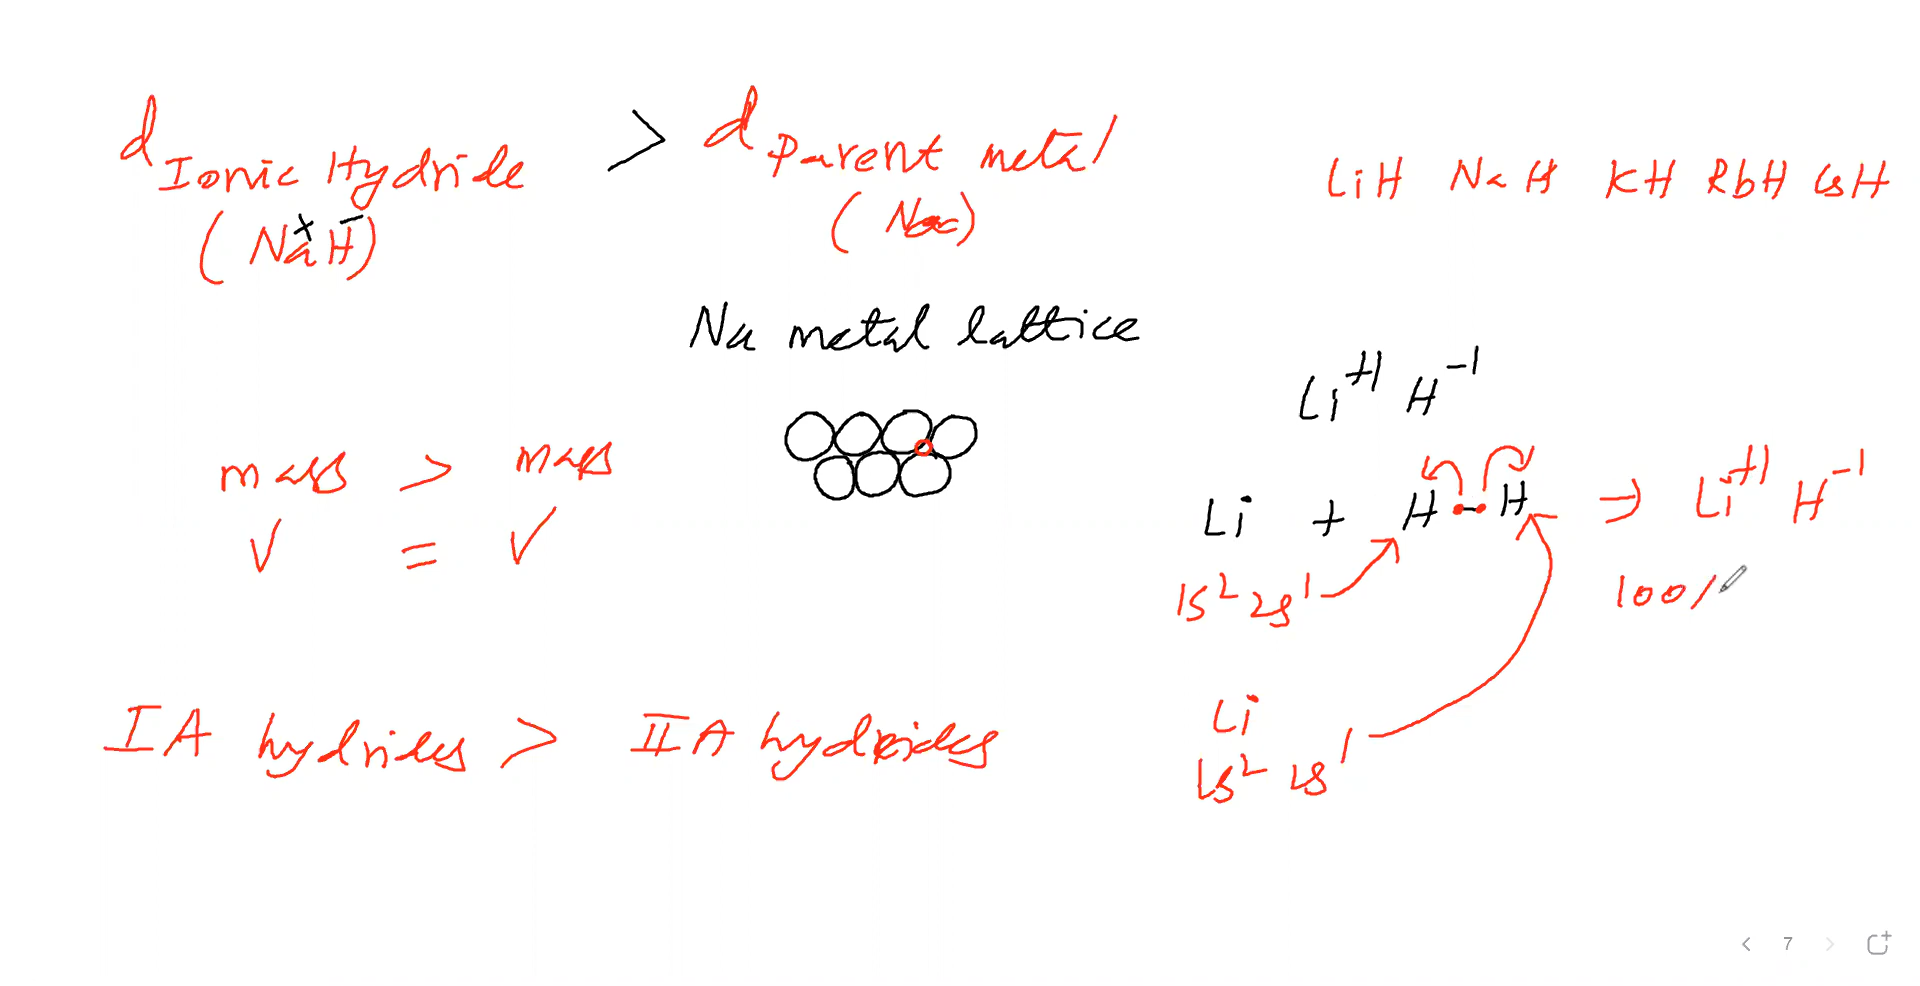 d Ionic Hydride > d Parent metal
(Na⁺H⁻) (Na)
LiH NaH KH RbH CsH
Na metal lattice
Li⁺¹ H⁻¹
mass > mass
V = V
Li + H - H ⇒ Li⁺¹ H⁻¹
1s² 2s¹
100/
Li
1s² 2s¹
IA hydrides > IIA hydrides
7